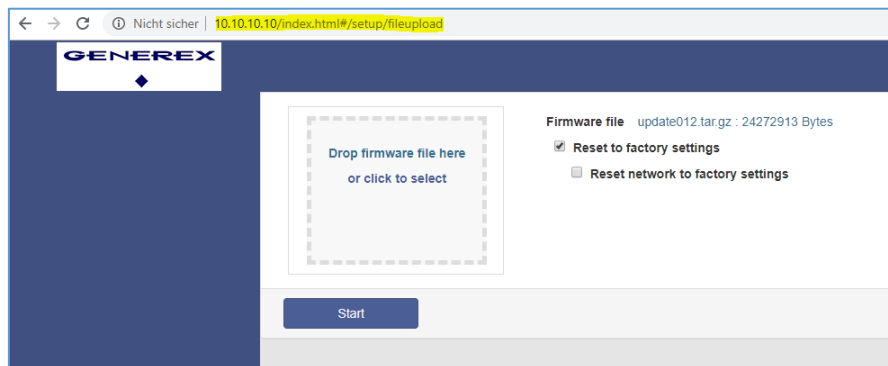 Nicht sicher | 10.10.10.10/index.html#/setup/fileupload
GENEREX
Drop firmware file here
or click to select
Firmware file update012.tar.gz : 24272913 Bytes
Reset to factory settings
Reset network to factory settings
Start